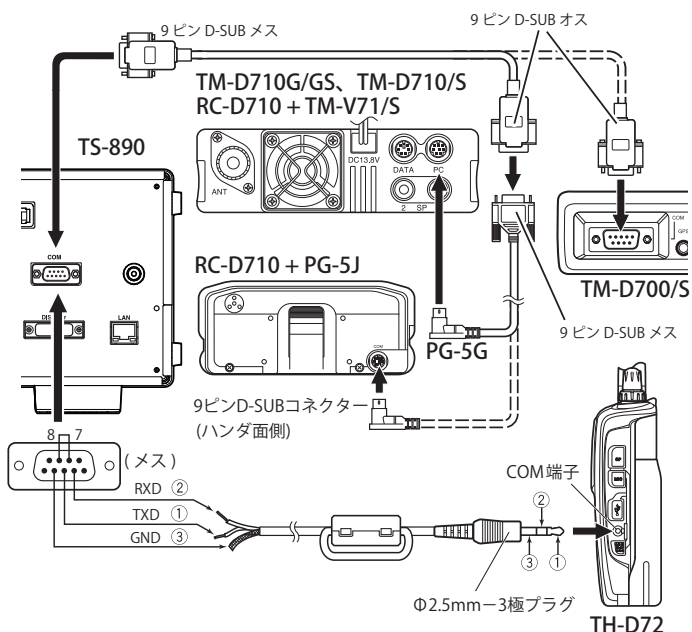 9 ピン D-SUB メス
9 ピン D-SUB オス
TM-D710G/GS、TM-D710/S
RC-D710 + TM-V71/S
TS-890
ANT
DC13.8V
DATA
PC
2
SP
COM
LAN
COM
GPS
TM-D700/S
RC-D710 + PG-5J
COM
PG-5G
9 ピン D-SUB メス
9ピンD-SUBコネクター
(ハンダ面側)
8
7
(メス)
RXD ②
TXD ①
GND ③
COM 端子
②
③
①
Φ2.5mm－3極プラグ
TH-D72